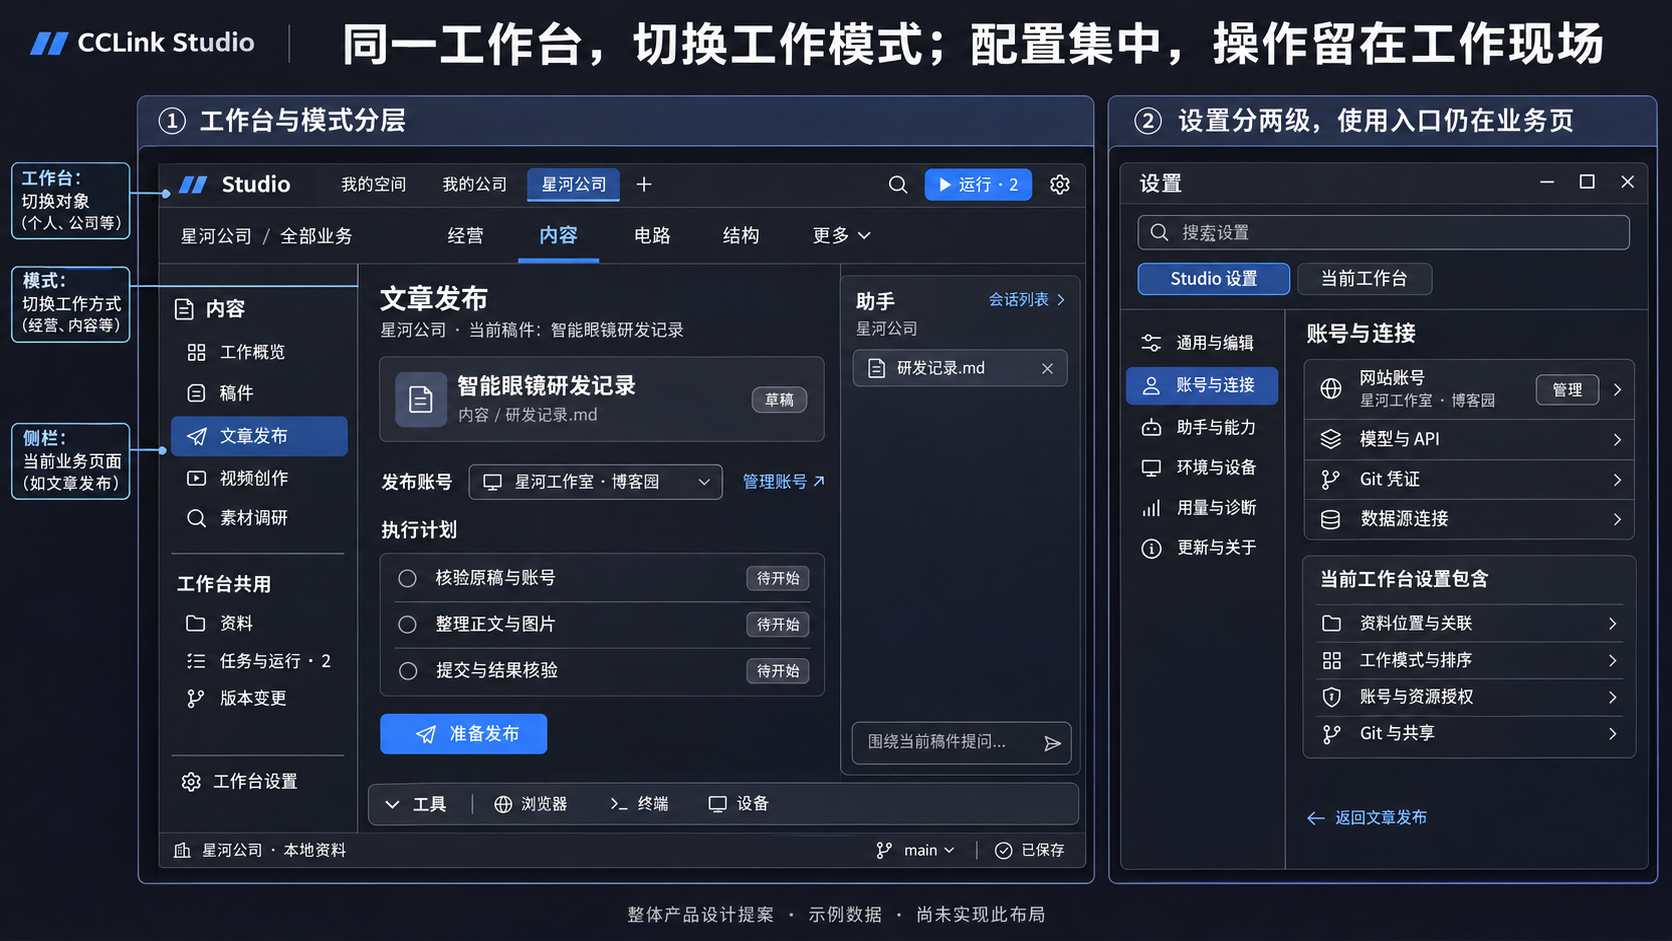 CCLink Studio
同一工作台，切换工作模式；配置集中，操作留在工作现场
① 工作台与模式分层
工作台：
切换对象
（个人、公司等）
模式：
切换工作方式
（经营、内容等）
侧栏：
当前业务页面
（如文章发布）
Studio
我的空间
我的公司
星河公司
+
运行 · 2
星河公司 / 全部业务
经营
内容
电路
结构
更多
内容
工作概览
稿件
文章发布
视频创作
素材调研
工作台共用
资料
任务与运行 · 2
版本变更
工作台设置
文章发布
星河公司 · 当前稿件：智能眼镜研发记录
智能眼镜研发记录
内容 / 研发记录.md
草稿
发布账号
星河工作室 · 博客园
管理账号
执行计划
核验原稿与账号
待开始
整理正文与图片
待开始
提交与结果核验
待开始
准备发布
助手
会话列表
星河公司
研发记录.md
围绕当前稿件提问...
工具
浏览器
终端
设备
星河公司 · 本地资料
main
已保存
② 设置分两级，使用入口仍在业务页
设置
搜索设置
Studio 设置
当前工作台
通用与编辑
账号与连接
助手与能力
环境与设备
用量与诊断
更新与关于
账号与连接
网站账号
星河工作室 · 博客园
管理
模型与 API
Git 凭证
数据源连接
当前工作台设置包含
资料位置与关联
工作模式与排序
账号与资源授权
Git 与共享
返回文章发布
整体产品设计提案 · 示例数据 · 尚未实现此布局